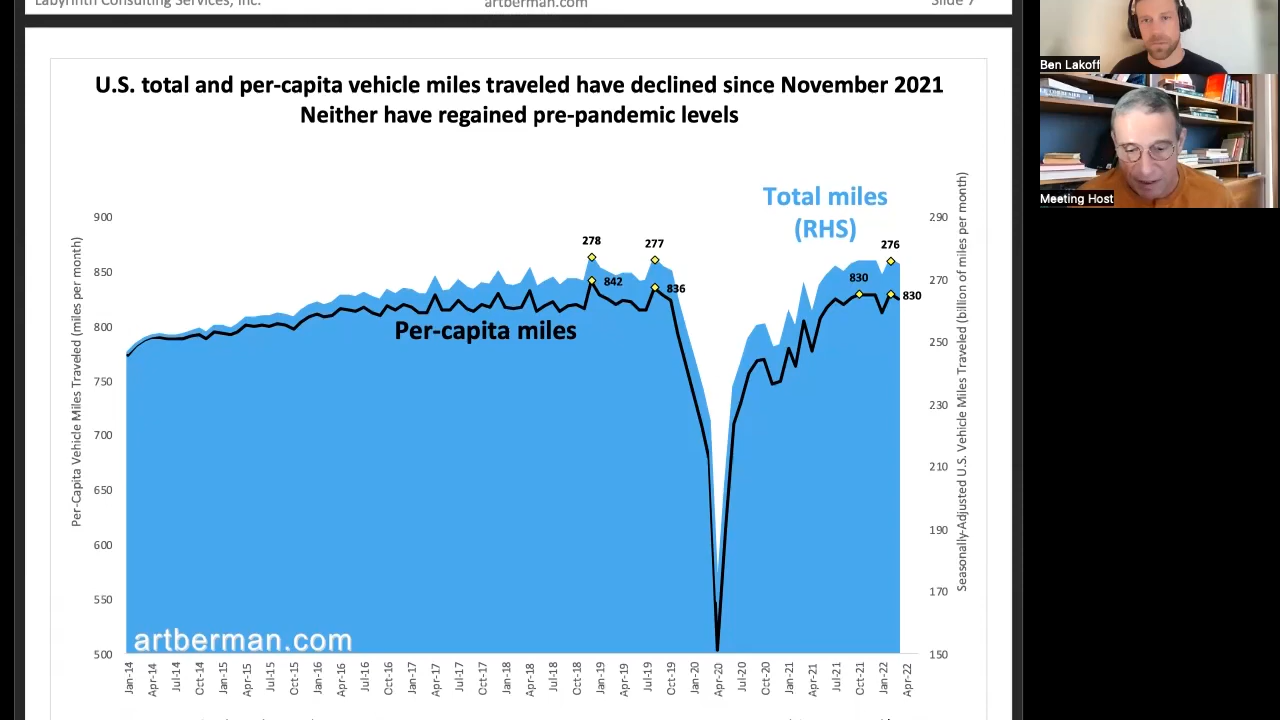 Labyrinth Consulting Services, Inc.
artberman.com
Slide 7
Ben Lakoff
Meeting Host
U.S. total and per-capita vehicle miles traveled have declined since November 2021
Neither have regained pre-pandemic levels
Total miles
(RHS)
Per-capita miles
278
842
277
836
276
830
830
Per-Capita Vehicle Miles Traveled (miles per month)
900
850
800
750
700
650
600
550
500
Seasonally-Adjusted U.S. Vehicle Miles Traveled (billion of miles per month)
290
270
250
230
210
190
170
150
artberman.com
Jan-14
Apr-14
Jul-14
Oct-14
Jan-15
Apr-15
Jul-15
Oct-15
Jan-16
Apr-16
Jul-16
Oct-16
Jan-17
Apr-17
Jul-17
Oct-17
Jan-18
Apr-18
Jul-18
Oct-18
Jan-19
Apr-19
Jul-19
Oct-19
Jan-20
Apr-20
Jul-20
Oct-20
Jan-21
Apr-21
Jul-21
Oct-21
Jan-22
Apr-22